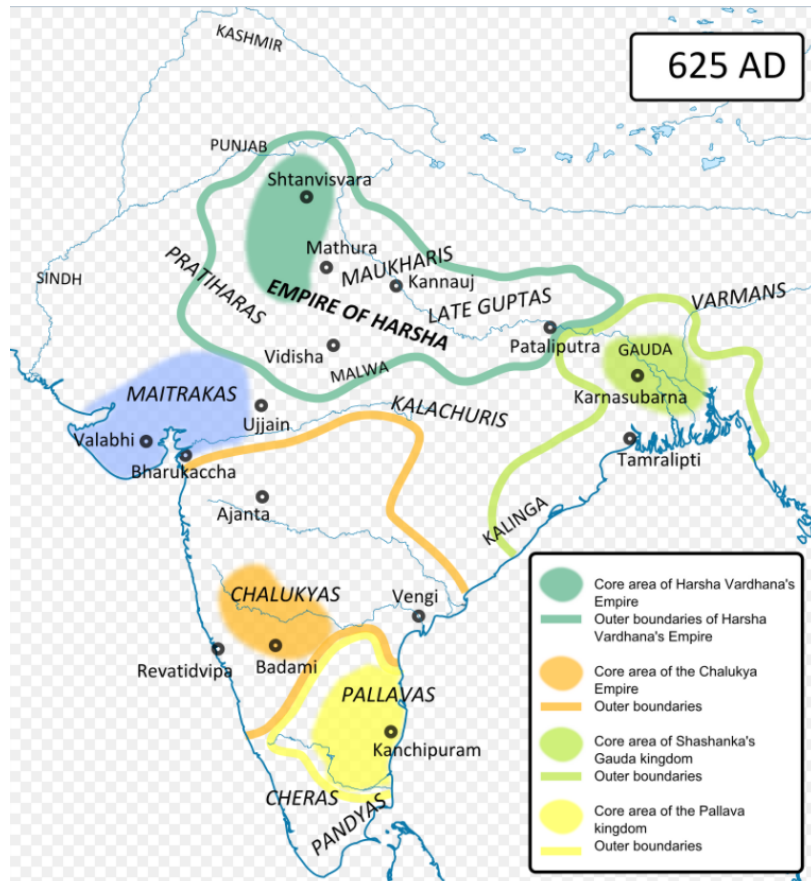 KASHMIR
625 AD
PUNJAB
Shtanvisvara
Mathura
MAUKHARIS
SINDH
PRATIHARAS
Kannauj
EMPIRE OF HARSHA
LATE GUPTAS
VARMANS
Vidisha
Pataliputra
GAUDA
MALWA
MAITRAKAS
Karnasubarna
Ujjain
KALACHURIS
Valabhi
Bharukaccha
Tamralipti
Ajanta
KALINGA
CHALUKYAS
Vengi
Revatidvipa
Badami
PALLAVAS
Kanchipuram
CHERAS
PANDYAS
Core area of Harsha Vardhana's
Empire
Outer boundaries of Harsha
Vardhana's Empire
Core area of the Chalukya
Empire
Outer boundaries
Core area of Shashanka's
Gauda kingdom
Outer boundaries
Core area of the Pallava
kingdom
Outer boundaries